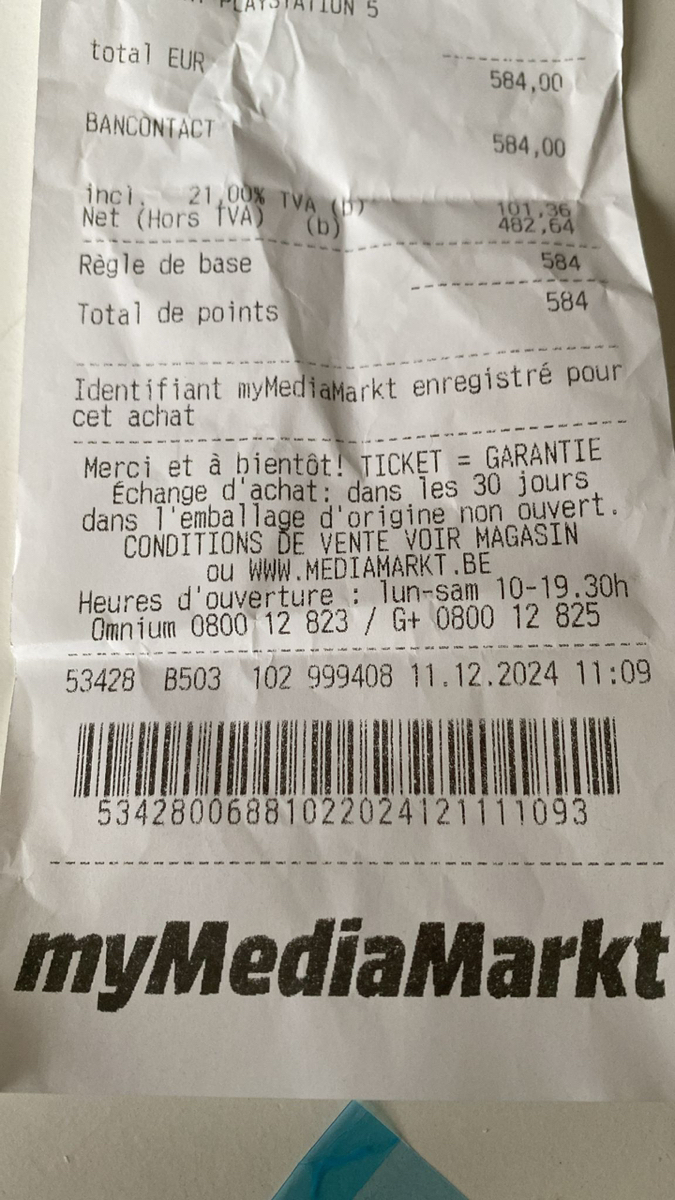 PLAYSTATION 5
total EUR 584,00
BANCONTACT 584,00
incl. 21,00% TVA (b) 101,36
Net (Hors TVA) (b) 482,64
Règle de base 584
Total de points 584
Identifiant myMediaMarkt enregistré pour
cet achat
Merci et à bientôt! TICKET = GARANTIE
Échange d'achat: dans les 30 jours
dans l'emballage d'origine non ouvert.
CONDITIONS DE VENTE VOIR MAGASIN
ou WWW.MEDIAMARKT.BE
Heures d'ouverture : lun-sam 10-19.30h
Omnium 0800 12 823 / G+ 0800 12 825
53428 B503 102 999408 11.12.2024 11:09
5342800688102202412111109​3
myMediaMarkt